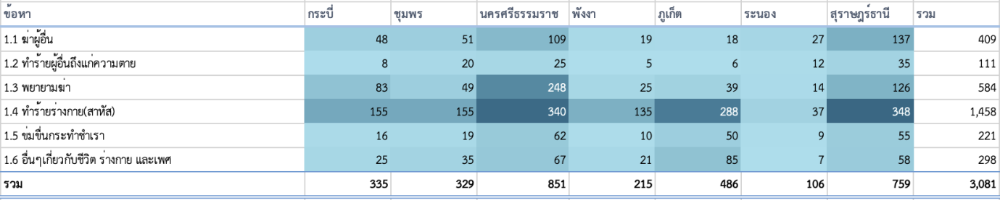 ข้อหา กระบี่ ชุมพร นครศรีธรรมราช พังงา ภูเก็ต ระนอง สุราษฎร์ธานี รวม
1.1 ฆ่าผู้อื่น 48 51 109 19 18 27 137 409
1.2 ทำร้ายผู้อื่นถึงแก่ความตาย 8 20 25 5 6 12 35 111
1.3 พยายามฆ่า 83 49 248 25 39 14 126 584
1.4 ทำร้ายร่างกาย(สาหัส) 155 155 340 135 288 37 348 1,458
1.5 ข่มขืนกระทำชำเรา 16 19 62 10 50 9 55 221
1.6 อื่นๆเกี่ยวกับชีวิต ร่างกาย และเพศ 25 35 67 21 85 7 58 298
รวม 335 329 851 215 486 106 759 3,081